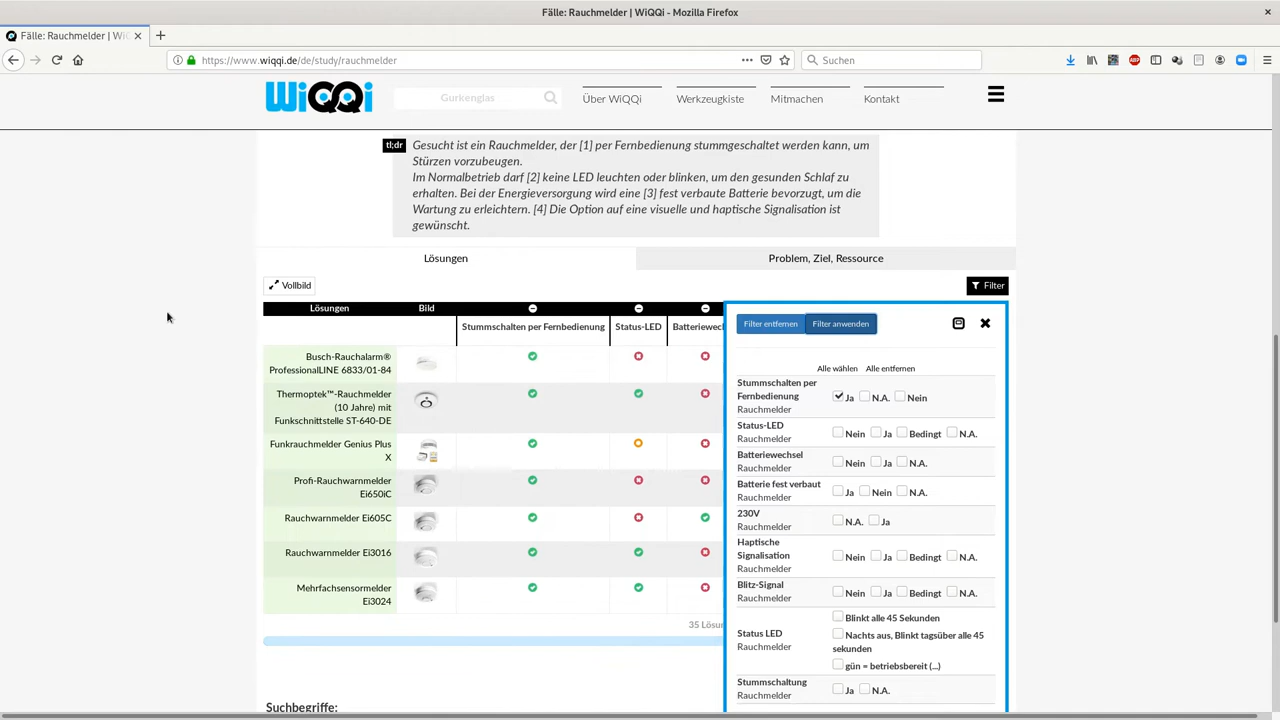 Fälle: Rauchmelder | WiQQi - Mozilla Firefox
Fälle: Rauchmelder | WiQ
https://www.wiqqi.de/de/study/rauchmelder
Suchen
WiQQi
Gurkenglas
Über WiQQi
Werkzeugkiste
Mitmachen
Kontakt
tl;dr
Gesucht ist ein Rauchmelder, der [1] per Fernbedienung stummgeschaltet werden kann, um
Stürzen vorzubeugen.
Im Normalbetrieb darf [2] keine LED leuchten oder blinken, um den gesunden Schlaf zu
erhalten. Bei der Energieversorgung wird eine [3] fest verbaute Batterie bevorzugt, um die
Wartung zu erleichtern. [4] Die Option auf eine visuelle und haptische Signalisation ist
gewünscht.
Lösungen
Problem, Ziel, Ressource
Vollbild
Filter
Lösungen
Bild
Stummschalten per Fernbedienung
Status-LED
Batteriewecl
Busch-Rauchalarm®
ProfessionalLINE 6833/01-84
Thermoptek™-Rauchmelder
(10 Jahre) mit
Funkschnittstelle ST-640-DE
Funkrauchmelder Genius Plus
X
Profi-Rauchwarnmelder
Ei650iC
Rauchwarnmelder Ei605C
Rauchwarnmelder Ei3016
Mehrfachsensormelder
Ei3024
35 Lösur
Suchbegriffe:
Filter entfernen
Filter anwenden
Alle wählen Alle entfernen
Stummschalten per
Fernbedienung
Rauchmelder
Ja N.A. Nein
Status-LED
Rauchmelder
Nein Ja Bedingt N.A.
Batteriewechsel
Rauchmelder
Nein Ja N.A.
Batterie fest verbaut
Rauchmelder
Ja Nein N.A.
230V
Rauchmelder
N.A. Ja
Haptische
Signalisation
Rauchmelder
Nein Ja Bedingt N.A.
Blitz-Signal
Rauchmelder
Nein Ja Bedingt N.A.
Status LED
Rauchmelder
Blinkt alle 45 Sekunden
Nachts aus, Blinkt tagsüber alle 45
sekunden
gün = betriebsbereit (...)
Stummschaltung
Rauchmelder
Ja N.A.